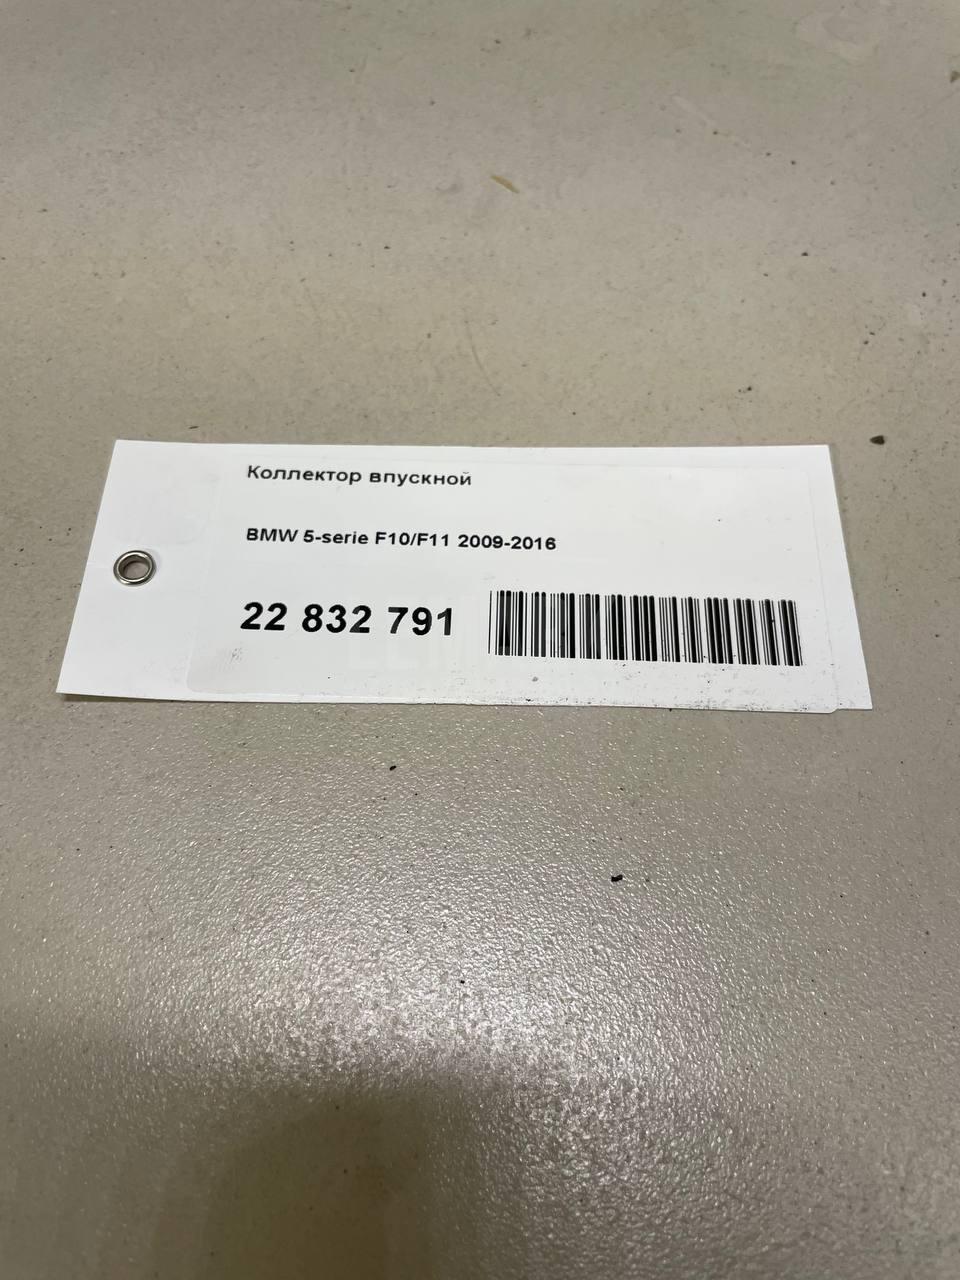 Коллектор впускной
BMW 5-serie F10/F11 2009-2016
22 832 791